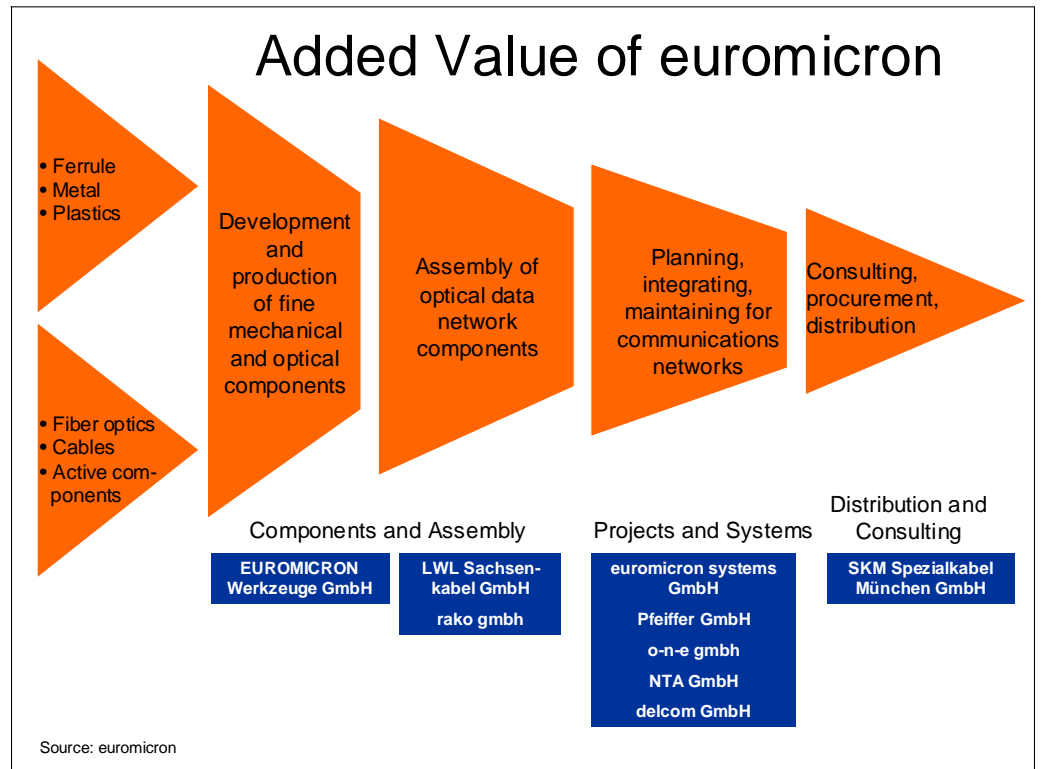 Added Value of euromicron
• Ferrule
• Metal
• Plastics
• Fiber optics
• Cables
• Active com-
ponents
Development
and
production
of fine
mechanical
and optical
components
Assembly of
optical data
network
components
Planning,
integrating,
maintaining for
communications
networks
Consulting,
procurement,
distribution
Components and Assembly
EUROMICRON
Werkzeuge GmbH
LWL Sachsen-
kabel GmbH
rako gmbh
Projects and Systems
euromicron systems
GmbH
Pfeiffer GmbH
o-n-e gmbh
NTA GmbH
delcom GmbH
Distribution and
Consulting
SKM Spezialkabel
München GmbH
Source: euromicron